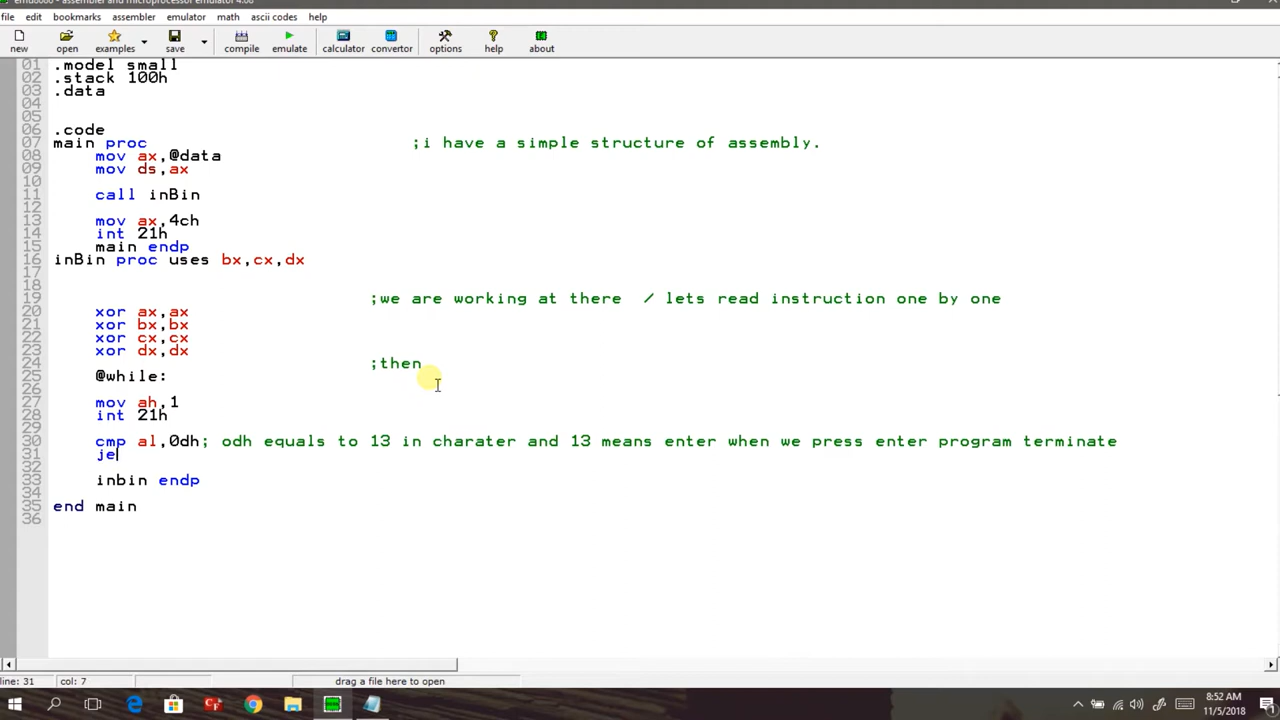 emu8086 - assembler and microprocessor emulator 4.08
file edit bookmarks assembler emulator math ascii codes help
new open examples save compile emulate calculator convertor options help about
01 .model small
02 .stack 100h
03 .data
04
05
06 .code
07 main proc ;i have a simple structure of assembly.
08 mov ax,@data
09 mov ds,ax
10
11 call inBin
12
13 mov ax,4ch
14 int 21h
15 main endp
16 inBin proc uses bx,cx,dx
17
18
19 ;we are working at there / lets read instruction one by one
20 xor ax,ax
21 xor bx,bx
22 xor cx,cx
23 xor dx,dx
24 ;then
25 @while:
26
27 mov ah,1
28 int 21h
29
30 cmp al,0dh; odh equals to 13 in charater and 13 means enter when we press enter program terminate
31 je
32
33 inbin endp
34
35 end main
36
line: 31 col: 7 drag a file here to open
8:52 AM
11/5/2018